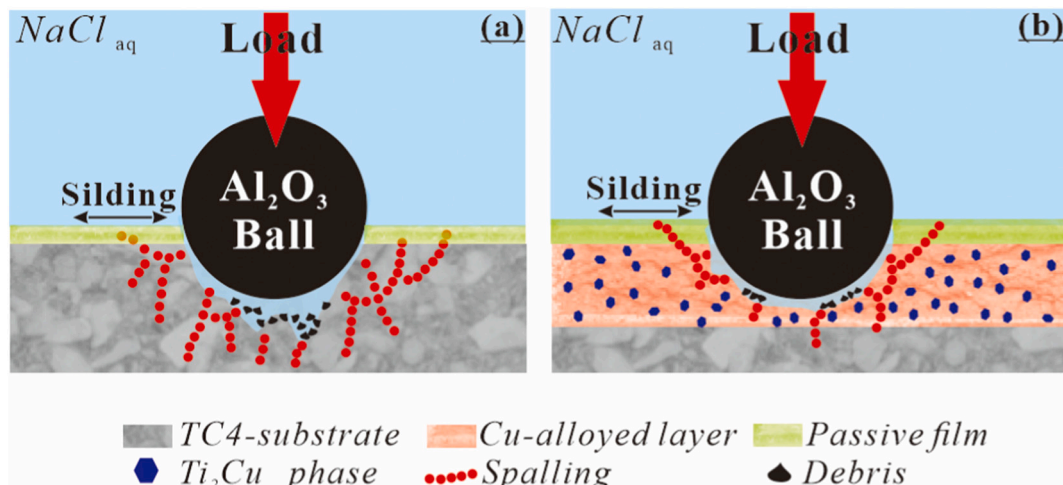 NaCl aq
Load
(a)
Silding
Al₂O₃
Ball
NaCl aq
Load
(b)
Silding
Al₂O₃
Ball
TC4-substrate
Cu-alloyed layer
Passive film
Ti₂Cu phase
Spalling
Debris